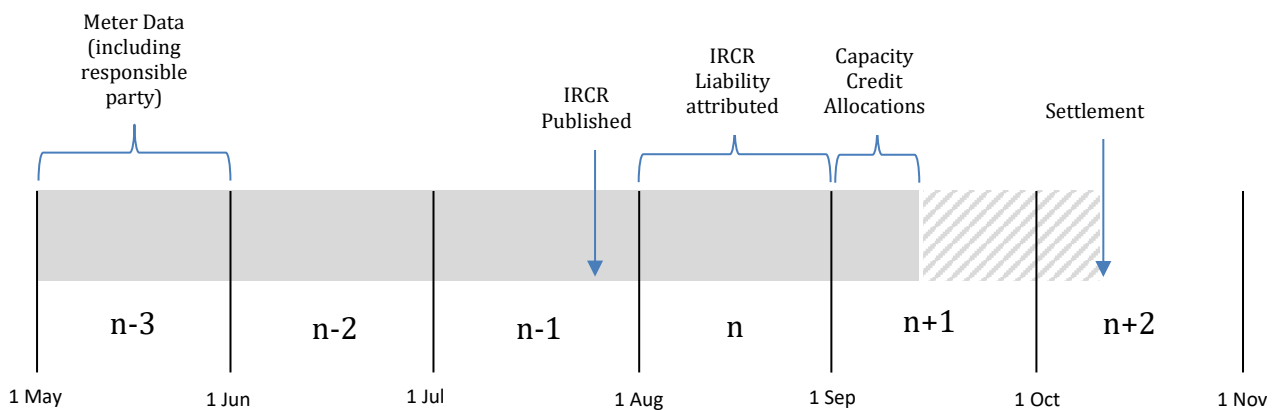 Meter Data
(including
responsible
party)
IRCR
Published
IRCR
Liability
attributed
Capacity
Credit
Allocations
Settlement
n-3
n-2
n-1
n
n+1
n+2
1 May
1 Jun
1 Jul
1 Aug
1 Sep
1 Oct
1 Nov